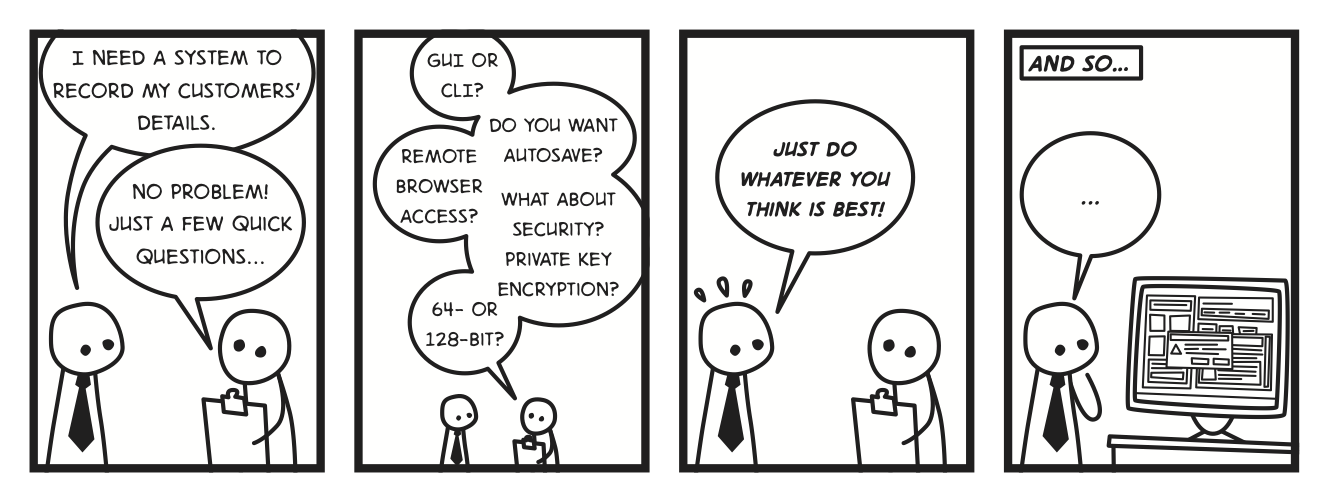 I NEED A SYSTEM TO
RECORD MY CUSTOMERS'
DETAILS.
NO PROBLEM!
JUST A FEW QUICK
QUESTIONS...
GUI OR
CLI?
DO YOU WANT
AUTOSAVE?
REMOTE
BROWSER
ACCESS?
WHAT ABOUT
SECURITY?
PRIVATE KEY
ENCRYPTION?
64- OR
128-BIT?
JUST DO
WHATEVER YOU
THINK IS BEST!
AND SO...
...